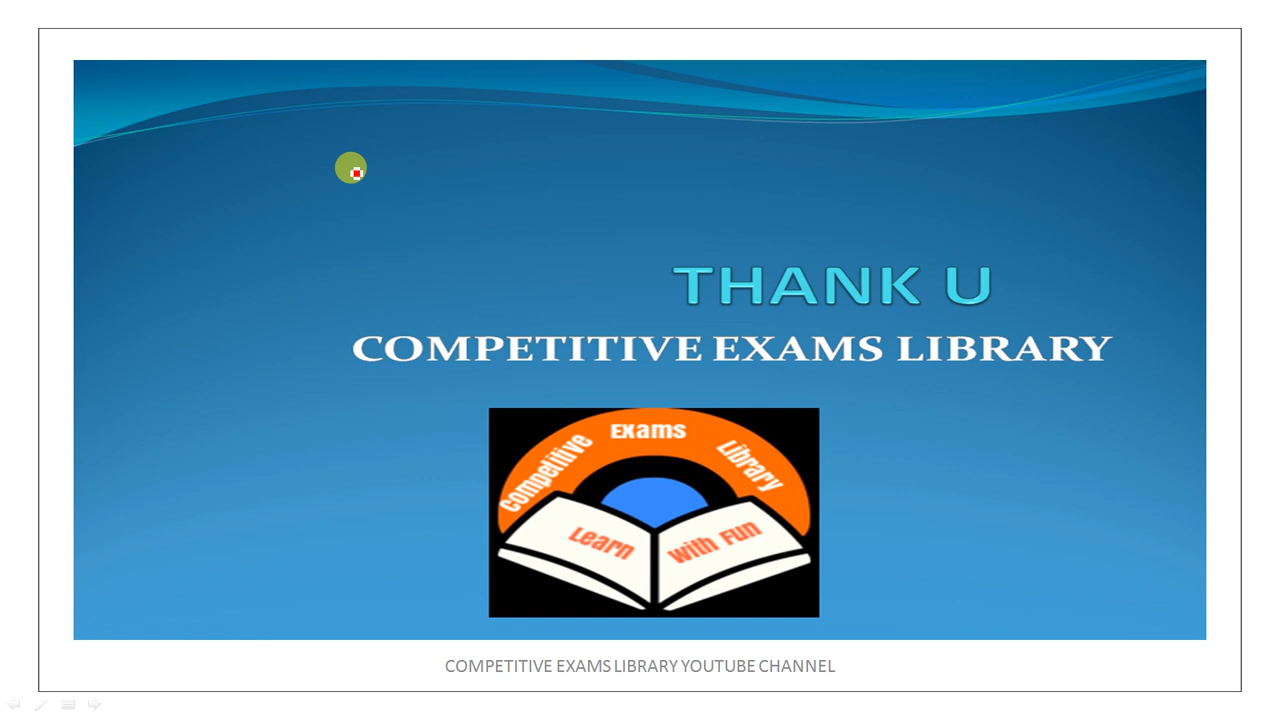 THANK U
COMPETITIVE EXAMS LIBRARY
Competitive Exams Library
Learn With Fun
COMPETITIVE EXAMS LIBRARY YOUTUBE CHANNEL